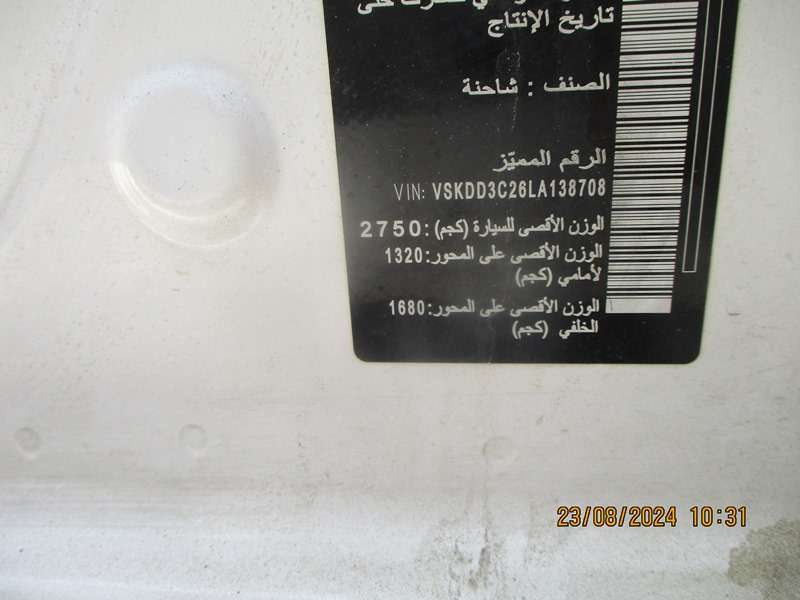 تاريخ الإنتاج
الصنف : شاحنة
الرقم المميّز
VIN: VSKDD3C26LA138708
الوزن الأقصى للسيارة (كجم): 2750
الوزن الأقصى على المحور: 1320
لأمامي (كجم)
الوزن الأقصى على المحور: 1680
الخلفي (كجم)
23/08/2024 10:31